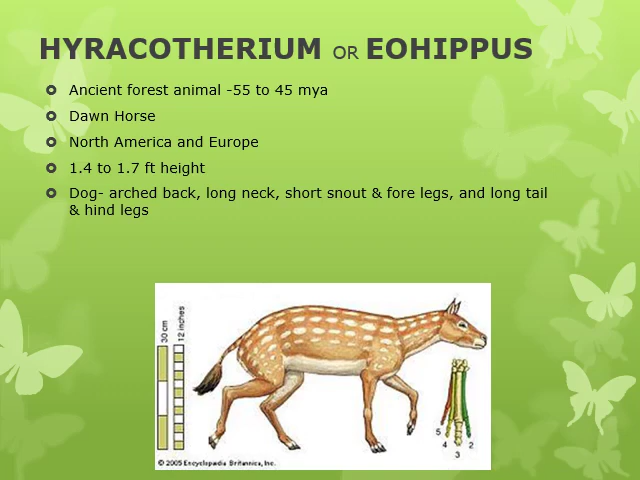 HYRACOTHERIUM OR EOHIPPUS
Ancient forest animal -55 to 45 mya
Dawn Horse
North America and Europe
1.4 to 1.7 ft height
Dog- arched back, long neck, short snout & fore legs, and long tail
& hind legs
30 cm
12 inches
5
4
3
2
© 2005 Encyclopædia Britannica, Inc.